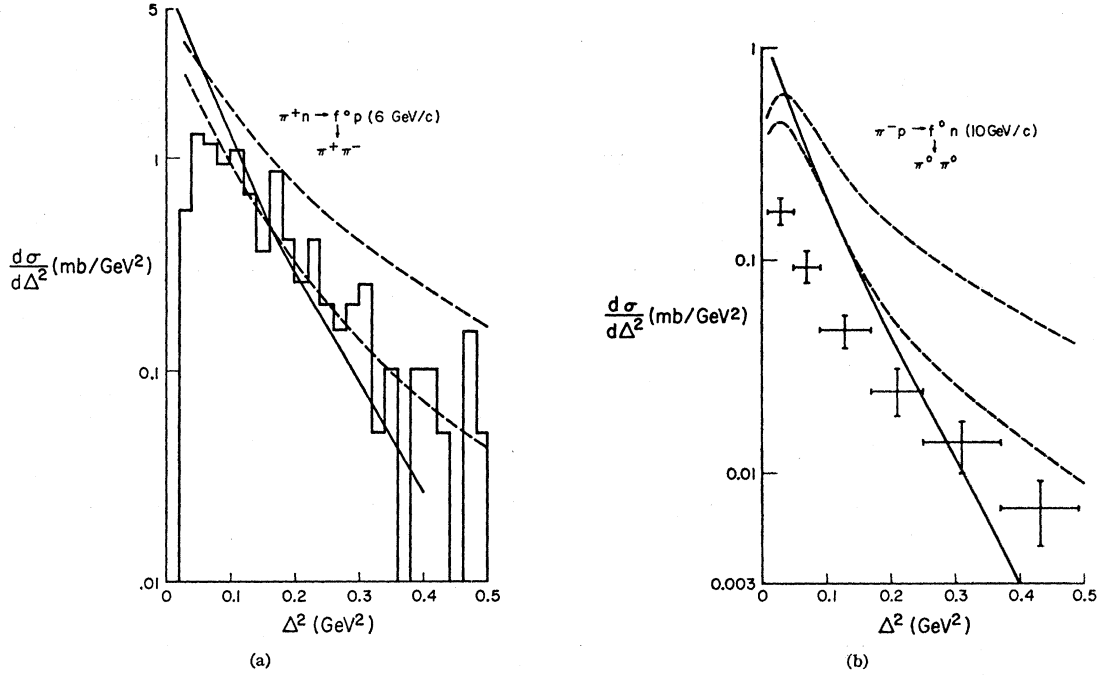 5
1
0.1
.01
dσ/dΔ² (mb/GeV²)
π⁺n → f⁰p (6 GeV/c)
↓
π⁺π⁻
0 0.1 0.2 0.3 0.4 0.5
Δ² (GeV²)
(a)
1
0.1
0.01
0.003
dσ/dΔ² (mb/GeV²)
π⁻p → f⁰n (10GeV/c)
↓
π⁰π⁰
0 0.1 0.2 0.3 0.4 0.5
Δ² (GeV²)
(b)